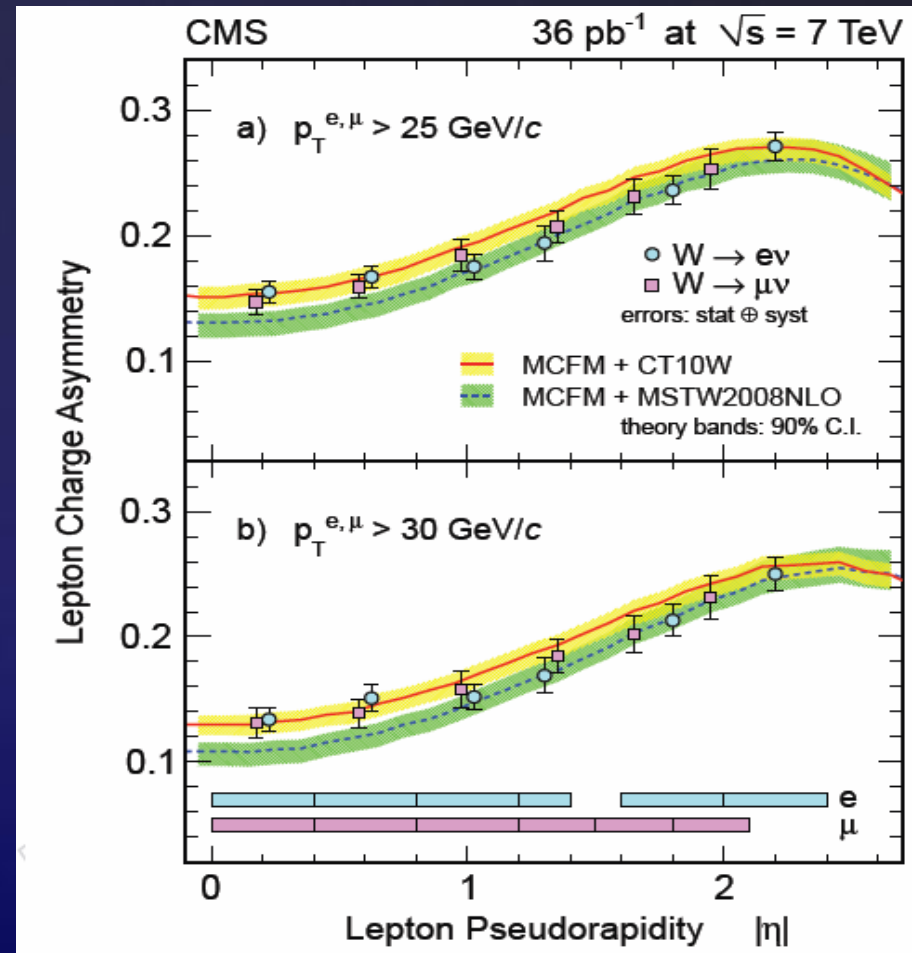 CMS 36 pb⁻¹ at √s = 7 TeV
0.3
a) p_T^{e, μ} > 25 GeV/c
0.2
W → eν
W → μν
errors: stat ⊕ syst
0.1
MCFM + CT10W
MCFM + MSTW2008NLO
theory bands: 90% C.I.
Lepton Charge Asymmetry
0.3
b) p_T^{e, μ} > 30 GeV/c
0.2
0.1
e
μ
0 1 2
Lepton Pseudorapidity |η|